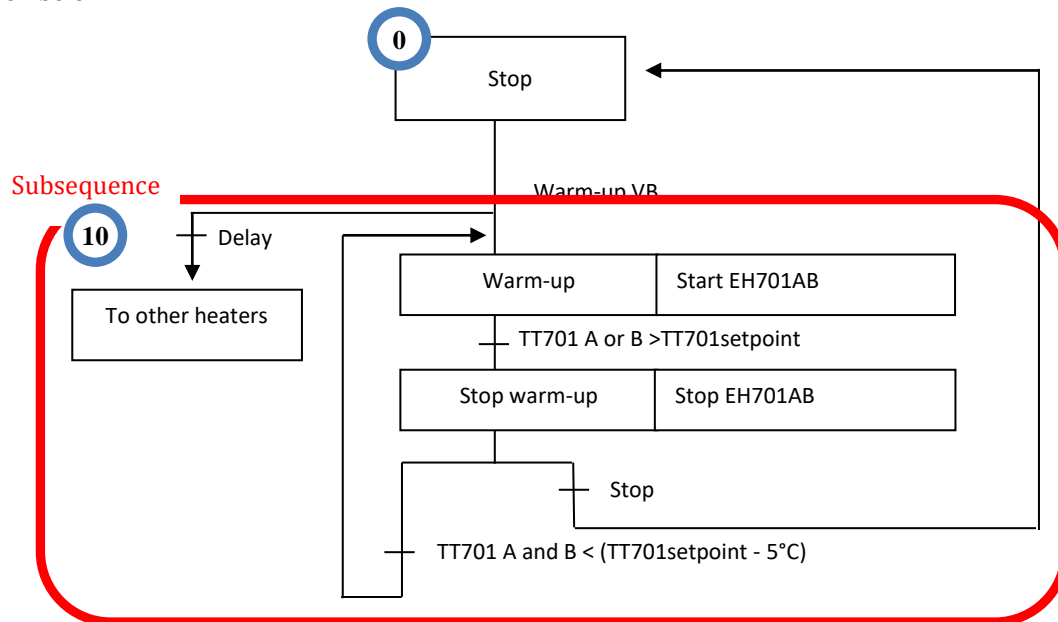 0
Stop
Warm-up VB
Subsequence
10
Delay
Warm-up
Start EH701AB
To other heaters
TT701 A or B >TT701setpoint
Stop warm-up
Stop EH701AB
Stop
TT701 A and B < (TT701setpoint - 5°C)